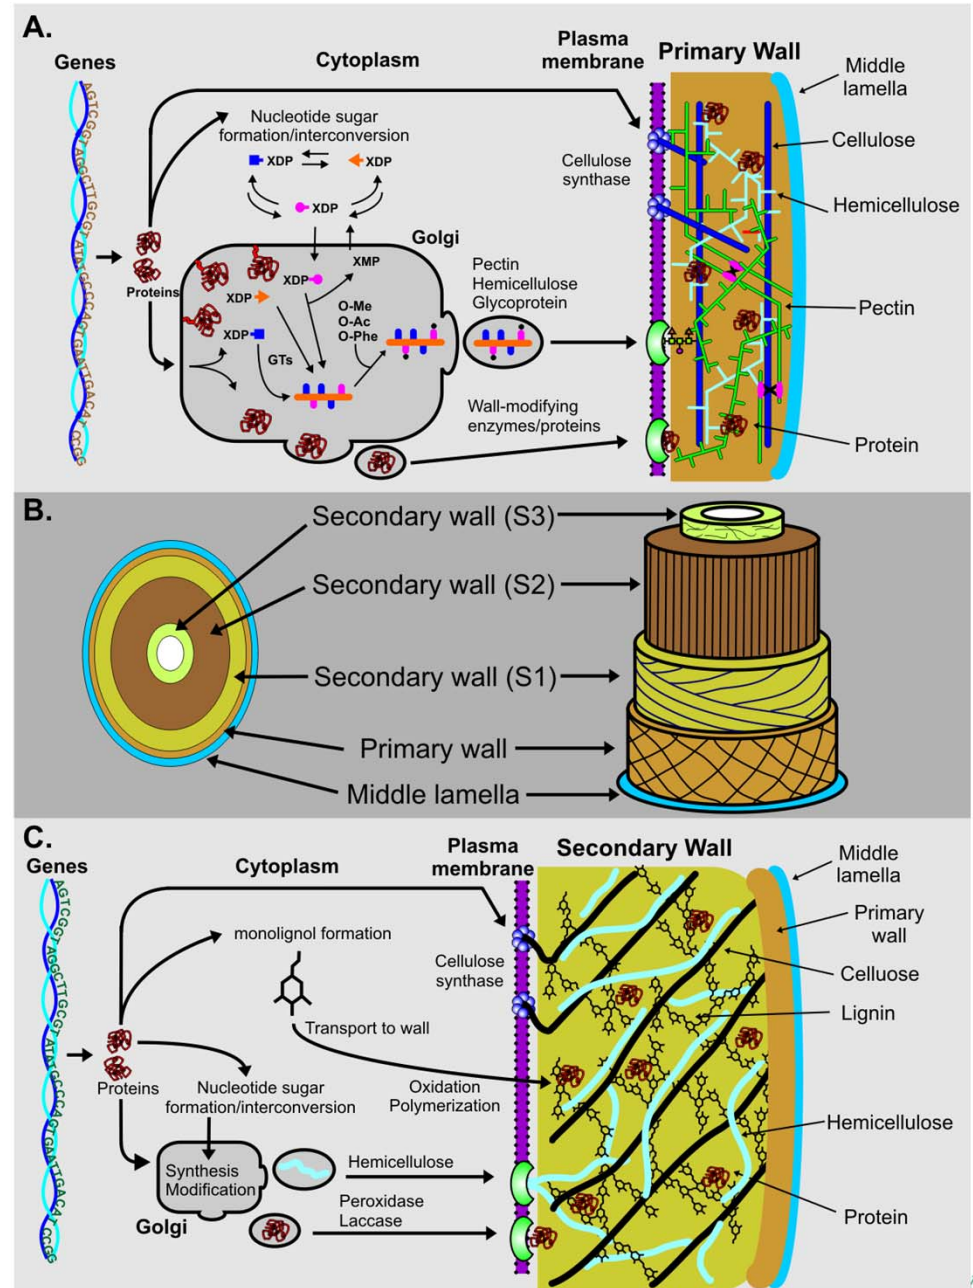 A.
Genes
Cytoplasm
Plasma
membrane
Primary Wall
Middle
lamella
Nucleotide sugar
formation/interconversion
XDP
XDP
XDP
Cellulose
synthase
Cellulose
Hemicellulose
Proteins
Golgi
XDP
XMP
XDP
O-Me
O-Ac
O-Phe
XDP
GTs
Pectin
Hemicellulose
Glycoprotein
Pectin
Wall-modifying
enzymes/proteins
Protein
B.
Secondary wall (S3)
Secondary wall (S2)
Secondary wall (S1)
Primary wall
Middle lamella
C.
Genes
Cytoplasm
Plasma
membrane
Secondary Wall
Middle
lamella
Primary
wall
monolignol formation
Cellulose
synthase
Celluose
Lignin
Transport to wall
Proteins
Nucleotide sugar
formation/interconversion
Oxidation
Polymerization
Hemicellulose
Synthesis
Modification
Golgi
Hemicellulose
Peroxidase
Laccase
Protein